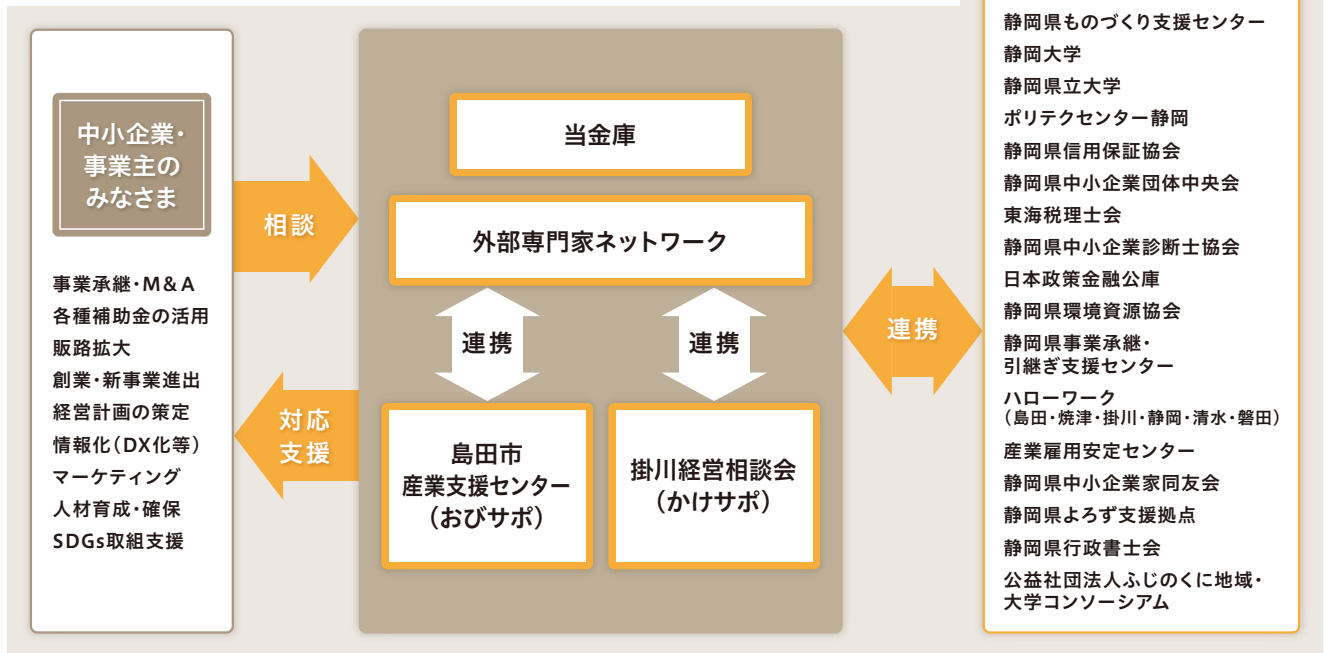 中小企業・
事業主の
みなさま
事業承継・M&A
各種補助金の活用
販路拡大
創業・新事業進出
経営計画の策定
情報化（DX化等）
マーケティング
人材育成・確保
SDGs取組支援
相談
対応
支援
当金庫
外部専門家ネットワーク
連携
連携
島田市
産業支援センター
（おびサポ）
掛川経営相談会
（かけサポ）
連携
静岡県ものづくり支援センター
静岡大学
静岡県立大学
ポリテクセンター静岡
静岡県信用保証協会
静岡県中小企業団体中央会
東海税理士会
静岡県中小企業診断士協会
日本政策金融公庫
静岡県環境資源協会
静岡県事業承継・
引継ぎ支援センター
ハローワーク
（島田・焼津・掛川・静岡・清水・磐田）
産業雇用安定センター
静岡県中小企業家同友会
静岡県よろず支援拠点
静岡県行政書士会
公益社団法人ふじのくに地域・
大学コンソーシアム